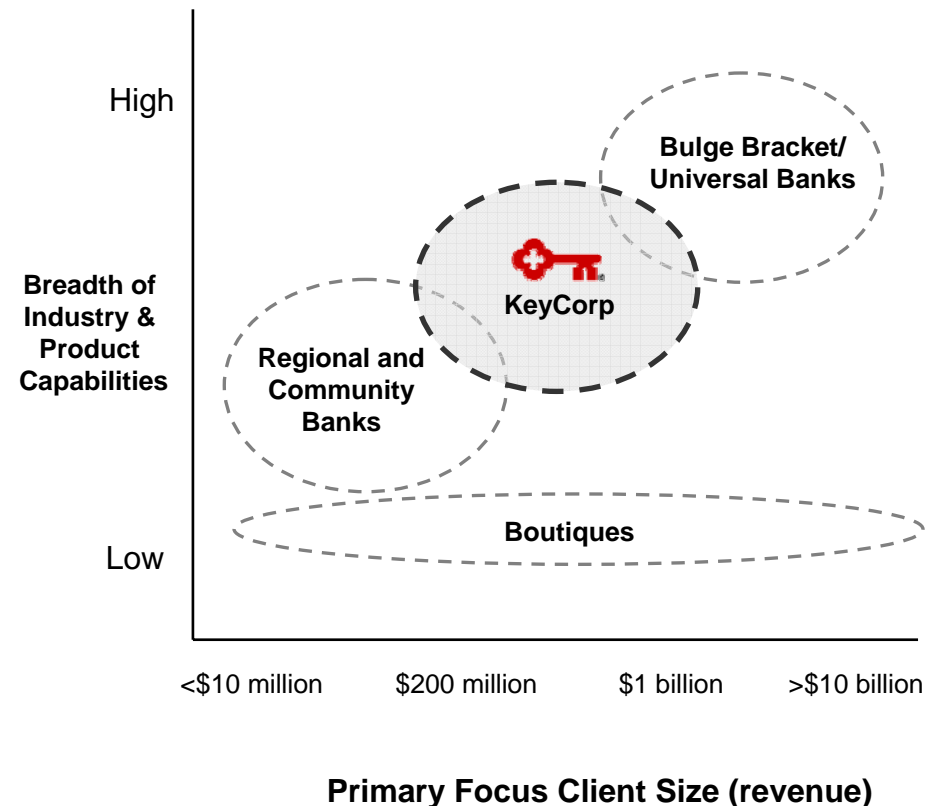 High
Bulge Bracket/
Universal Banks
KeyCorp
Breadth of
Industry &
Product
Capabilities
Regional and
Community
Banks
Boutiques
Low
<$10 million $200 million $1 billion >$10 billion
Primary Focus Client Size (revenue)